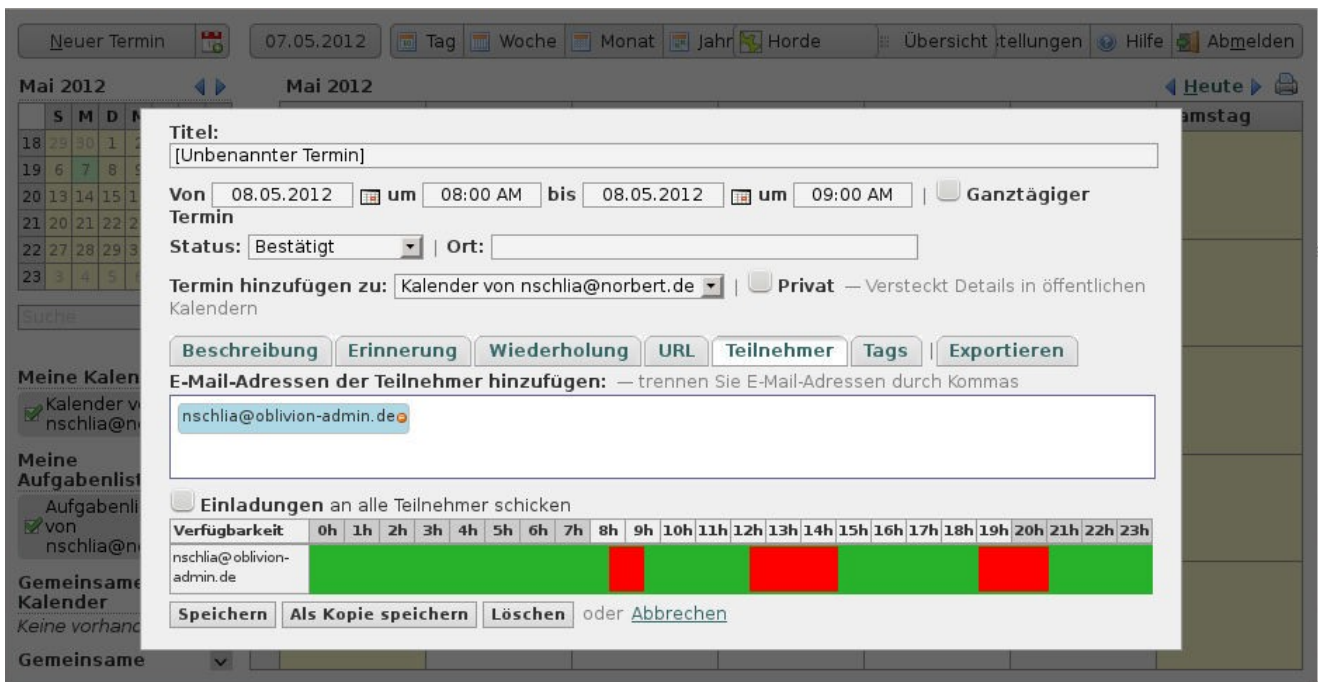 Neuer Termin 07.05.2012 Tag Woche Monat Jahr Horde Übersicht tellungen Hilfe Abmelden
Mai 2012 Mai 2012 Heute
S M D amstag
18 29 30 1 2
19 6 7 8 9
20 13 14 15 1
21 20 21 22 2
22 27 28 29 3
23 3 4 5 6
Suche
Meine Kalen
Kalender v
nschlia@n
Meine
Aufgabenlist
Aufgabenli
von
nschlia@n
Gemeinsame
Kalender
Keine vorhanc
Gemeinsame
Titel:
[Unbenannter Termin]
Von 08.05.2012 um 08:00 AM bis 08.05.2012 um 09:00 AM | Ganztägiger
Termin
Status: Bestätigt | Ort:
Termin hinzufügen zu: Kalender von nschlia@norbert.de | Privat — Versteckt Details in öffentlichen
Kalendern
Beschreibung Erinnerung Wiederholung URL Teilnehmer Tags | Exportieren
E-Mail-Adressen der Teilnehmer hinzufügen: — trennen Sie E-Mail-Adressen durch Kommas
nschlia@oblivion-admin.de
Einladungen an alle Teilnehmer schicken
Verfügbarkeit 0h 1h 2h 3h 4h 5h 6h 7h 8h 9h 10h 11h 12h 13h 14h 15h 16h 17h 18h 19h 20h 21h 22h 23h
nschlia@oblivion-
admin.de
Speichern Als Kopie speichern Löschen oder Abbrechen